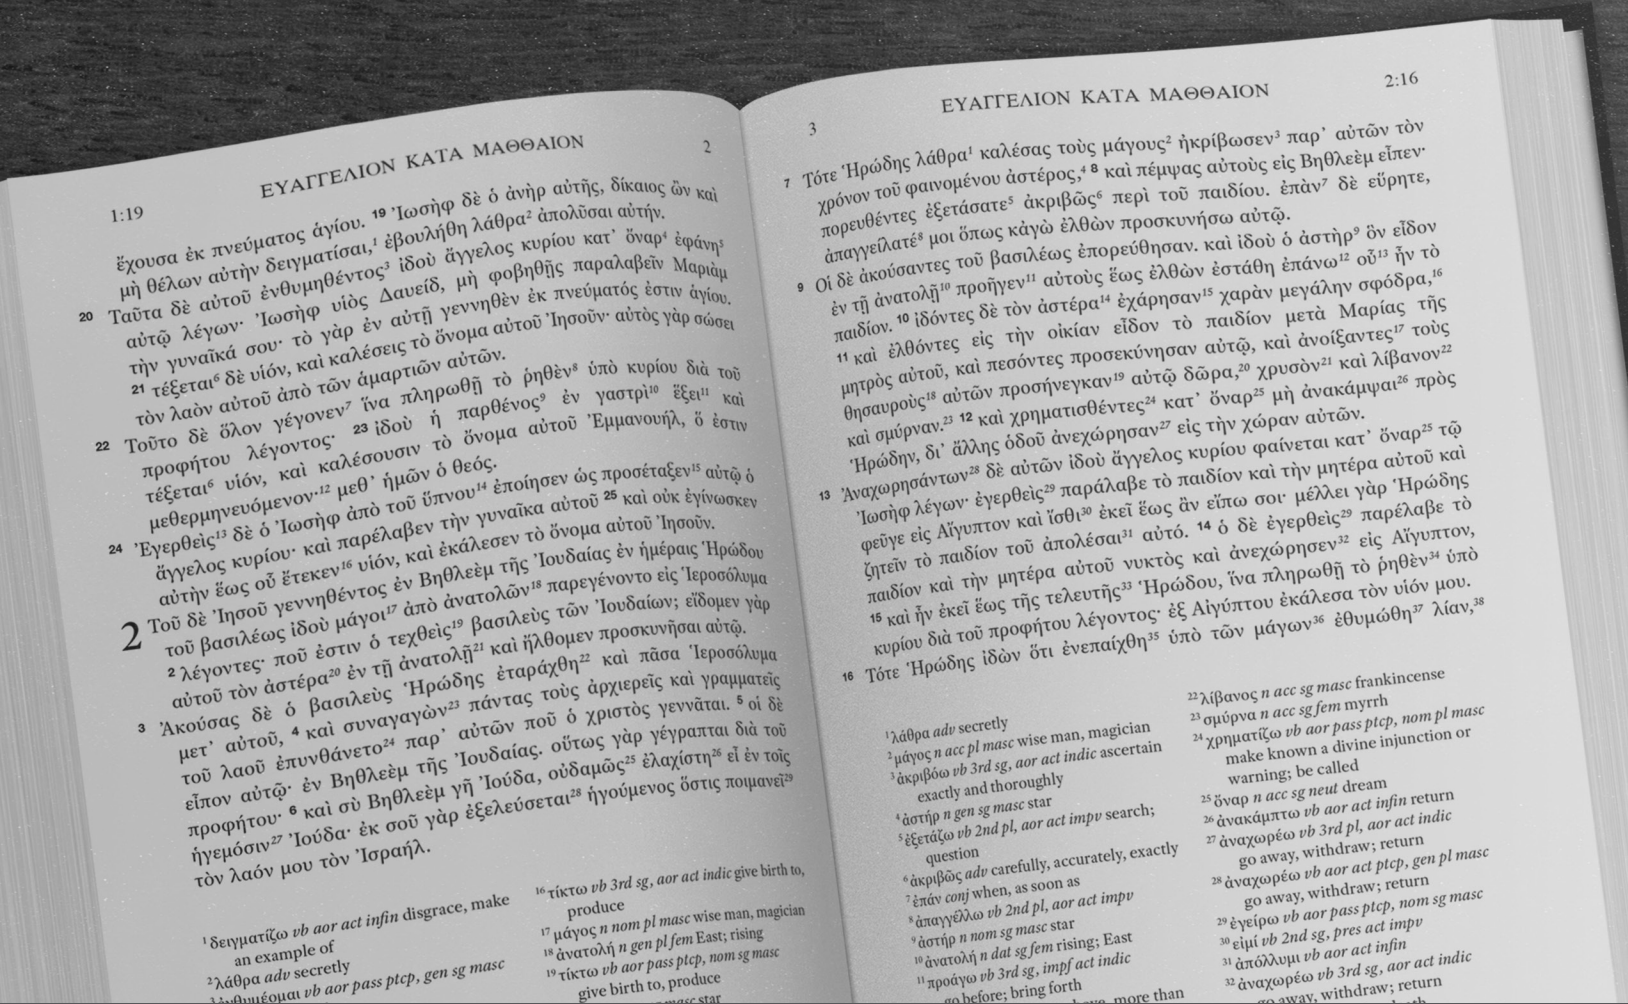 1:19
ΕΥΑΓΓΕΛΙΟΝ ΚΑΤΑ ΜΑΘΘΑΙΟΝ
2
ἔχουσα ἐκ πνεύματος ἁγίου. 19 Ἰωσὴφ δὲ ὁ ἀνὴρ αὐτῆς, δίκαιος ὢν καὶ
μὴ θέλων αὐτὴν δειγματίσαι,1 ἐβουλήθη λάθρα2 ἀπολῦσαι αὐτήν.
20 Ταῦτα δὲ αὐτοῦ ἐνθυμηθέντος3 ἰδοὺ ἄγγελος κυρίου κατ᾽ ὄναρ4 ἐφάνη5
αὐτῷ λέγων· Ἰωσὴφ υἱὸς Δαυείδ, μὴ φοβηθῇς παραλαβεῖν Μαριὰμ
τὴν γυναῖκά σου· τὸ γὰρ ἐν αὐτῇ γεννηθὲν ἐκ πνεύματός ἐστιν ἁγίου.
21 τέξεται6 δὲ υἱόν, καὶ καλέσεις τὸ ὄνομα αὐτοῦ Ἰησοῦν· αὐτὸς γὰρ σώσει
τὸν λαὸν αὐτοῦ ἀπὸ τῶν ἁμαρτιῶν αὐτῶν.
22 Τοῦτο δὲ ὅλον γέγονεν7 ἵνα πληρωθῇ τὸ ῥηθὲν8 ὑπὸ κυρίου διὰ τοῦ
προφήτου λέγοντος· 23 ἰδοὺ ἡ παρθένος9 ἐν γαστρὶ10 ἕξει11 καὶ
τέξεται6 υἱόν, καὶ καλέσουσιν τὸ ὄνομα αὐτοῦ Ἐμμανουήλ, ὅ ἐστιν
μεθερμηνευόμενον·12 μεθ᾽ ἡμῶν ὁ θεός.
24 Ἐγερθεὶς13 δὲ ὁ Ἰωσὴφ ἀπὸ τοῦ ὕπνου14 ἐποίησεν ὡς προσέταξεν15 αὐτῷ ὁ
ἄγγελος κυρίου· καὶ παρέλαβεν τὴν γυναῖκα αὐτοῦ 25 καὶ οὐκ ἐγίνωσκεν
αὐτὴν ἕως οὗ ἔτεκεν16 υἱόν, καὶ ἐκάλεσεν τὸ ὄνομα αὐτοῦ Ἰησοῦν.
2 Τοῦ δὲ Ἰησοῦ γεννηθέντος ἐν Βηθλεὲμ τῆς Ἰουδαίας ἐν ἡμέραις Ἡρώδου
τοῦ βασιλέως ἰδοὺ μάγοι17 ἀπὸ ἀνατολῶν18 παρεγένοντο εἰς Ἱεροσόλυμα
2 λέγοντες· ποῦ ἐστιν ὁ τεχθεὶς19 βασιλεὺς τῶν Ἰουδαίων; εἴδομεν γὰρ
αὐτοῦ τὸν ἀστέρα20 ἐν τῇ ἀνατολῇ21 καὶ ἤλθομεν προσκυνῆσαι αὐτῷ.
3 Ἀκούσας δὲ ὁ βασιλεὺς Ἡρώδης ἐταράχθη22 καὶ πᾶσα Ἱεροσόλυμα
μετ᾽ αὐτοῦ, 4 καὶ συναγαγὼν23 πάντας τοὺς ἀρχιερεῖς καὶ γραμματεῖς
τοῦ λαοῦ ἐπυνθάνετο24 παρ᾽ αὐτῶν ποῦ ὁ χριστὸς γεννᾶται. 5 οἱ δὲ
εἶπον αὐτῷ· ἐν Βηθλεὲμ τῆς Ἰουδαίας. οὕτως γὰρ γέγραπται διὰ τοῦ
προφήτου· 6 καὶ σὺ Βηθλεὲμ γῆ Ἰούδα, οὐδαμῶς25 ἐλαχίστη26 εἶ ἐν τοῖς
ἡγεμόσιν27 Ἰούδα· ἐκ σοῦ γὰρ ἐξελεύσεται28 ἡγούμενος ὅστις ποιμανεῖ29
τὸν λαόν μου τὸν Ἰσραήλ.
1 δειγματίζω vb aor act infin disgrace, make
an example of
2 λάθρα adv secretly
3 ἐνθυμέομαι vb aor pass ptcp, gen sg masc
16 τίκτω vb 3rd sg, aor act indic give birth to,
produce
17 μάγος n nom pl masc wise man, magician
18 ἀνατολή n gen pl fem East; rising
19 τίκτω vb aor pass ptcp, nom sg masc
give birth to, produce
masc star
3
ΕΥΑΓΓΕΛΙΟΝ ΚΑΤΑ ΜΑΘΘΑΙΟΝ
2:16
7 Τότε Ἡρώδης λάθρα1 καλέσας τοὺς μάγους2 ἠκρίβωσεν3 παρ᾽ αὐτῶν τὸν
χρόνον τοῦ φαινομένου ἀστέρος,4 8 καὶ πέμψας αὐτοὺς εἰς Βηθλεὲμ εἶπεν·
πορευθέντες ἐξετάσατε5 ἀκριβῶς6 περὶ τοῦ παιδίου. ἐπὰν7 δὲ εὕρητε,
ἀπαγγείλατέ8 μοι ὅπως κἀγὼ ἐλθὼν προσκυνήσω αὐτῷ.
9 Οἱ δὲ ἀκούσαντες τοῦ βασιλέως ἐπορεύθησαν. καὶ ἰδοὺ ὁ ἀστὴρ9 ὃν εἶδον
ἐν τῇ ἀνατολῇ10 προῆγεν11 αὐτοὺς ἕως ἐλθὼν ἐστάθη ἐπάνω12 οὗ13 ἦν τὸ
παιδίον. 10 ἰδόντες δὲ τὸν ἀστέρα14 ἐχάρησαν15 χαρὰν μεγάλην σφόδρα,16
11 καὶ ἐλθόντες εἰς τὴν οἰκίαν εἶδον τὸ παιδίον μετὰ Μαρίας τῆς
μητρὸς αὐτοῦ, καὶ πεσόντες προσεκύνησαν αὐτῷ, καὶ ἀνοίξαντες17 τοὺς
θησαυροὺς18 αὐτῶν προσήνεγκαν19 αὐτῷ δῶρα,20 χρυσὸν21 καὶ λίβανον22
καὶ σμύρναν.23 12 καὶ χρηματισθέντες24 κατ᾽ ὄναρ25 μὴ ἀνακάμψαι26 πρὸς
Ἡρῴδην, δι᾽ ἄλλης ὁδοῦ ἀνεχώρησαν27 εἰς τὴν χώραν αὐτῶν.
13 Ἀναχωρησάντων28 δὲ αὐτῶν ἰδοὺ ἄγγελος κυρίου φαίνεται κατ᾽ ὄναρ25 τῷ
Ἰωσὴφ λέγων· ἐγερθεὶς29 παράλαβε τὸ παιδίον καὶ τὴν μητέρα αὐτοῦ καὶ
φεῦγε εἰς Αἴγυπτον καὶ ἴσθι30 ἐκεῖ ἕως ἂν εἴπω σοι· μέλλει γὰρ Ἡρώδης
ζητεῖν τὸ παιδίον τοῦ ἀπολέσαι31 αὐτό. 14 ὁ δὲ ἐγερθεὶς29 παρέλαβε τὸ
παιδίον καὶ τὴν μητέρα αὐτοῦ νυκτὸς καὶ ἀνεχώρησεν32 εἰς Αἴγυπτον,
15 καὶ ἦν ἐκεῖ ἕως τῆς τελευτῆς33 Ἡρώδου, ἵνα πληρωθῇ τὸ ῥηθὲν34 ὑπὸ
κυρίου διὰ τοῦ προφήτου λέγοντος· ἐξ Αἰγύπτου ἐκάλεσα τὸν υἱόν μου.
16 Τότε Ἡρώδης ἰδὼν ὅτι ἐνεπαίχθη35 ὑπὸ τῶν μάγων36 ἐθυμώθη37 λίαν,38
1 λάθρα adv secretly
2 μάγος n acc pl masc wise man, magician
3 ἀκριβόω vb 3rd sg, aor act indic ascertain
exactly and thoroughly
4 ἀστήρ n gen sg masc star
5 ἐξετάζω vb 2nd pl, aor act impv search;
question
6 ἀκριβῶς adv carefully, accurately, exactly
7 ἐπάν conj when, as soon as
8 ἀπαγγέλλω vb 2nd pl, aor act impv
9 ἀστήρ n nom sg masc star
10 ἀνατολή n dat sg fem rising; East
11 προάγω vb 3rd sg, impf act indic
go before; bring forth
more than
22 λίβανος n acc sg masc frankincense
23 σμύρνα n acc sg fem myrrh
24 χρηματίζω vb aor pass ptcp, nom pl masc
make known a divine injunction or
warning; be called
25 ὄναρ n acc sg neut dream
26 ἀνακάμπτω vb aor act infin return
27 ἀναχωρέω vb 3rd pl, aor act indic
go away, withdraw; return
28 ἀναχωρέω vb aor act ptcp, gen pl masc
go away, withdraw; return
29 ἐγείρω vb aor pass ptcp, nom sg masc
30 εἰμί vb 2nd sg, pres act impv
31 ἀπόλλυμι vb aor act infin
32 ἀναχωρέω vb 3rd sg, aor act indic
go away, withdraw; return